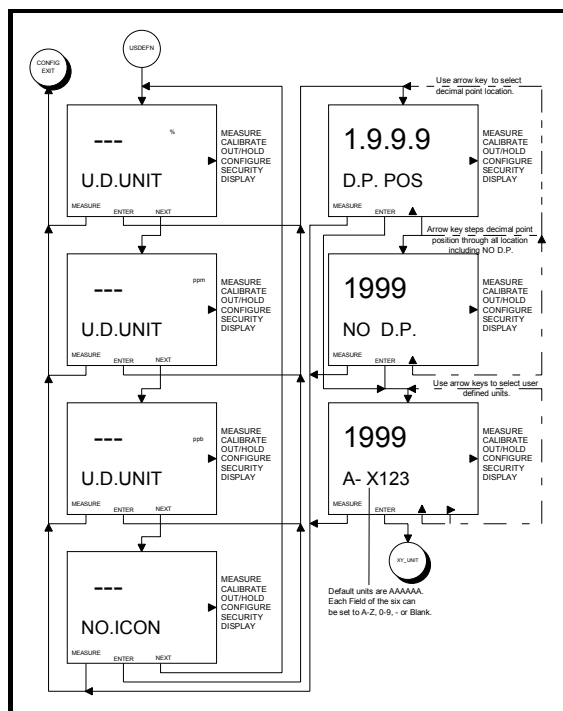 CONFIG
EXIT
USDEFN
---
%
U.D.UNIT
MEASURE
CALIBRATE
OUT/HOLD
CONFIGURE
SECURITY
DISPLAY
MEASURE
ENTER
NEXT
---
ppm
U.D.UNIT
MEASURE
CALIBRATE
OUT/HOLD
CONFIGURE
SECURITY
DISPLAY
MEASURE
ENTER
NEXT
---
ppb
U.D.UNIT
MEASURE
CALIBRATE
OUT/HOLD
CONFIGURE
SECURITY
DISPLAY
MEASURE
ENTER
NEXT
---
NO.ICON
MEASURE
CALIBRATE
OUT/HOLD
CONFIGURE
SECURITY
DISPLAY
MEASURE
ENTER
NEXT
Use arrow key to select
decimal point location.
1.9.9.9
D.P. POS
MEASURE
CALIBRATE
OUT/HOLD
CONFIGURE
SECURITY
DISPLAY
MEASURE
ENTER
Arrow key steps decimal point
position through all location
including NO D.P.
1999
NO D.P.
MEASURE
CALIBRATE
OUT/HOLD
CONFIGURE
SECURITY
DISPLAY
MEASURE
ENTER
Use arrow keys to select user
defined units.
1999
A- X123
MEASURE
CALIBRATE
OUT/HOLD
CONFIGURE
SECURITY
DISPLAY
MEASURE
ENTER
XY_UNIT
Default units are AAAAAA.
Each Field of the six can
be set to A-Z, 0-9, - or Blank.